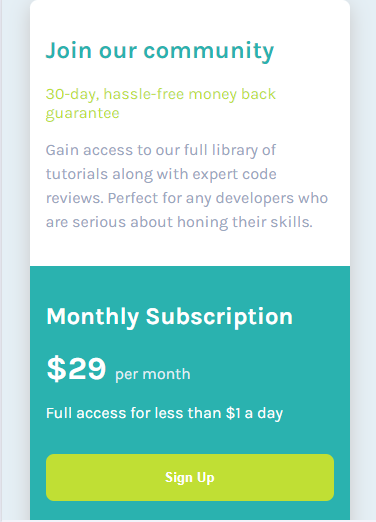 Join our community
30-day, hassle-free money back
guarantee
Gain access to our full library of
tutorials along with expert code
reviews. Perfect for any developers who
are serious about honing their skills.
Monthly Subscription
$29 per month
Full access for less than $1 a day
Sign Up